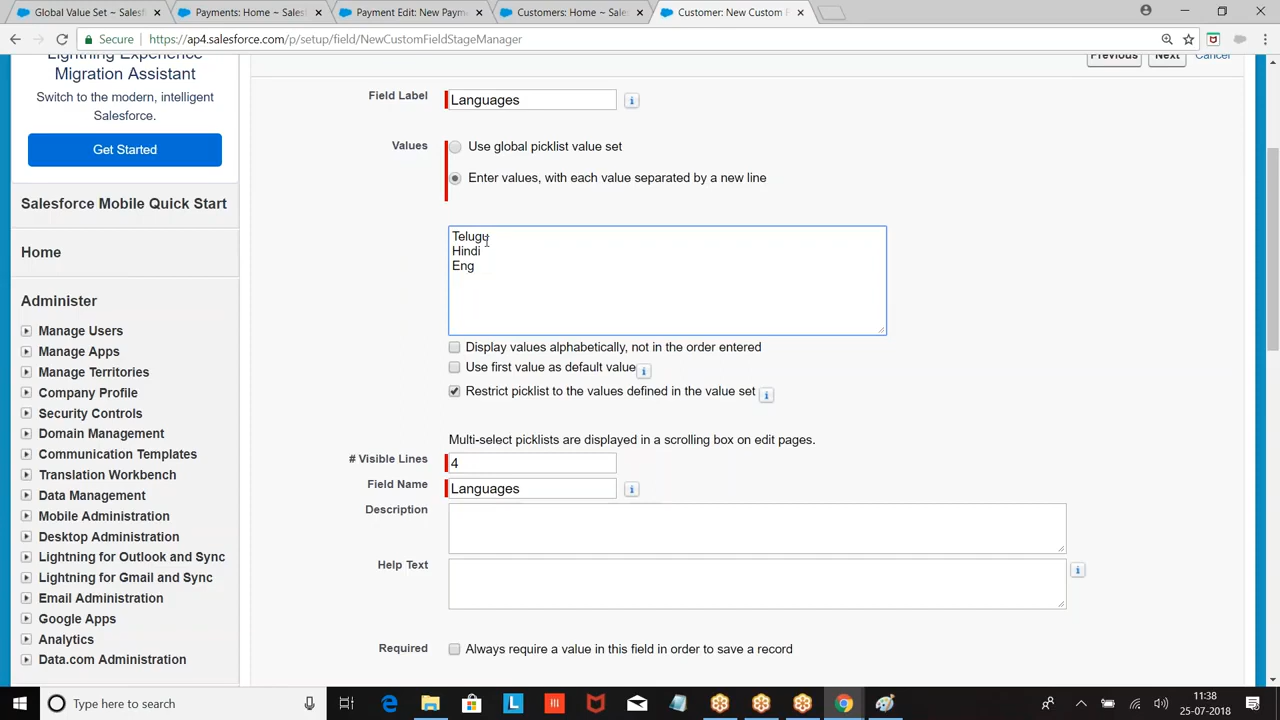 Global Value Set ~ Salesf
Payments: Home ~ Sales
Payment Edit: New Paym
Customers: Home ~ Sales
Customer: New Custom F
Secure
https://ap4.salesforce.com/p/setup/field/NewCustomFieldStageManager
Lightning Experience
Migration Assistant
Switch to the modern, intelligent
Salesforce.
Get Started
Salesforce Mobile Quick Start
Home
Administer
Manage Users
Manage Apps
Manage Territories
Company Profile
Security Controls
Domain Management
Communication Templates
Translation Workbench
Data Management
Mobile Administration
Desktop Administration
Lightning for Outlook and Sync
Lightning for Gmail and Sync
Email Administration
Google Apps
Analytics
Data.com Administration
Previous Next Cancel
Field Label Languages
Values Use global picklist value set
Enter values, with each value separated by a new line
Telugu
Hindi
Eng
Display values alphabetically, not in the order entered
Use first value as default value
Restrict picklist to the values defined in the value set
Multi-select picklists are displayed in a scrolling box on edit pages.
# Visible Lines 4
Field Name Languages
Description
Help Text
Required Always require a value in this field in order to save a record
Type here to search
11:38
25-07-2018